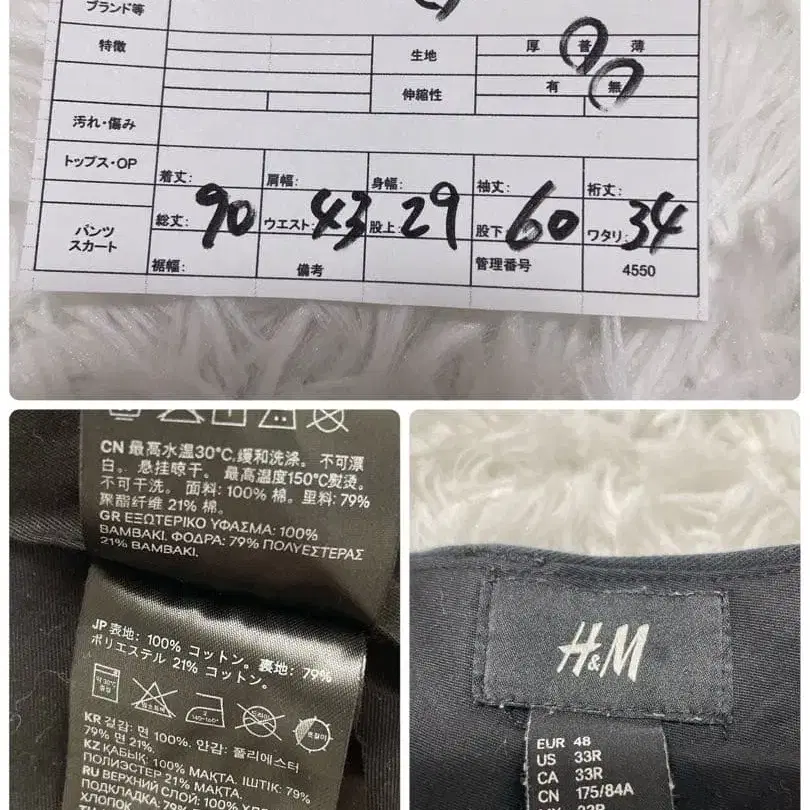 ブランド等
特徴
生地
厚 普 薄
伸縮性
有 無
汚れ・傷み
トップス・OP
着丈:
肩幅:
身幅:
袖丈:
裄丈:
パンツ
スカート
総丈: 90
ウエスト: 43
股上: 29
股下: 60
ワタリ: 34
裾幅:
備考
管理番号
4550
CN 最高水温30°C,缓和洗涤。不可漂
白。悬挂晾干。最高温度150°C熨烫。
不可干洗。面料: 100% 棉。里料: 79%
聚酯纤维 21% 棉。
GR ΕΞΩΤΕΡΙΚΟ ΥΦΑΣΜΑ: 100%
ΒΑΜΒΑΚΙ. ΦΟΔΡΑ: 79% ΠΟΛΥΕΣΤΕΡΑΣ
21% ΒΑΜΒΑΚΙ.
JP 表地: 100% コットン。裏地: 79%
ポリエステル 21% コットン。
KR 겉감: 면 100%. 안감: 폴리에스터
79% 면 21%.
KZ ҚАБЫҚ: 100% МАҚТА. ІШТІК: 79%
ПОЛИЭСТЕР 21% МАҚТА.
RU ВЕРХНИЙ СЛОЙ: 100%
ХЛОПОК
H&M
EUR 48
US 33R
CA 33R
CN 175/84A